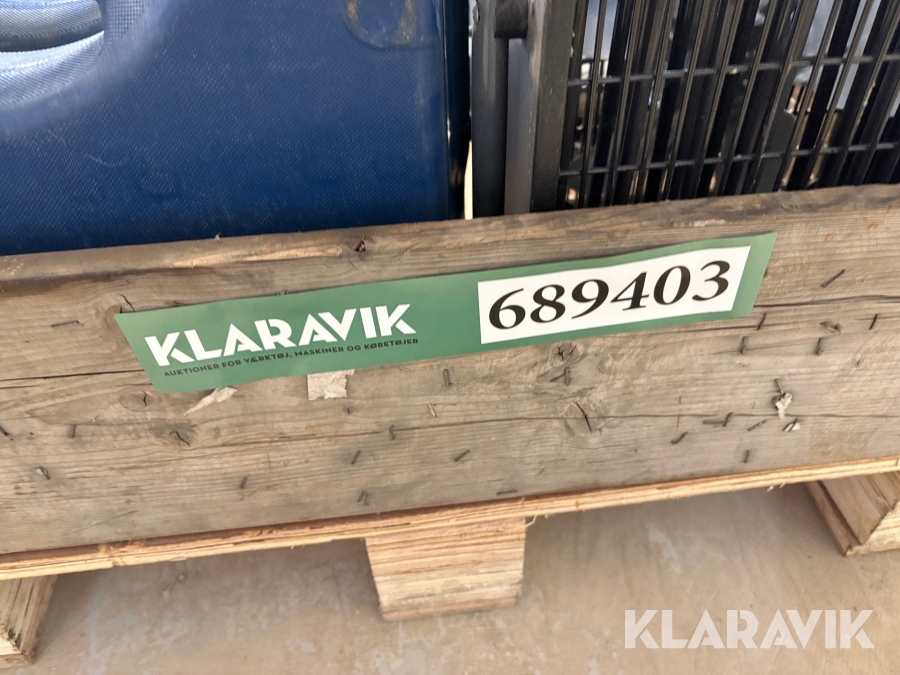 KLARAVIK
AUKTIONER FOR VÆRKTØJ, MASKINER OG KØRETØJER
689403
KLARAVIK